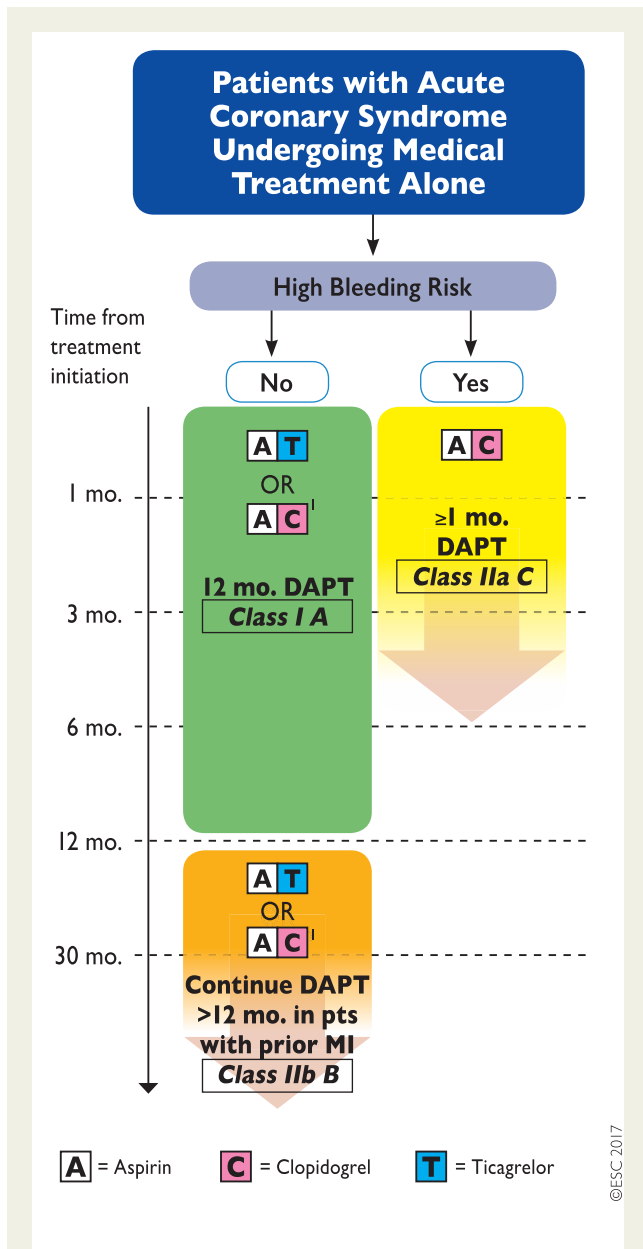 Patients with Acute
Coronary Syndrome
Undergoing Medical
Treatment Alone
High Bleeding Risk
Time from
treatment
initiation
No
Yes
A T
OR
A C 1
12 mo. DAPT
Class I A
A C
≥1 mo.
DAPT
Class IIa C
1 mo.
3 mo.
6 mo.
12 mo.
30 mo.
A T
OR
A C 1
Continue DAPT
>12 mo. in pts
with prior MI
Class IIb B
A = Aspirin
C = Clopidogrel
T = Ticagrelor
©ESC 2017